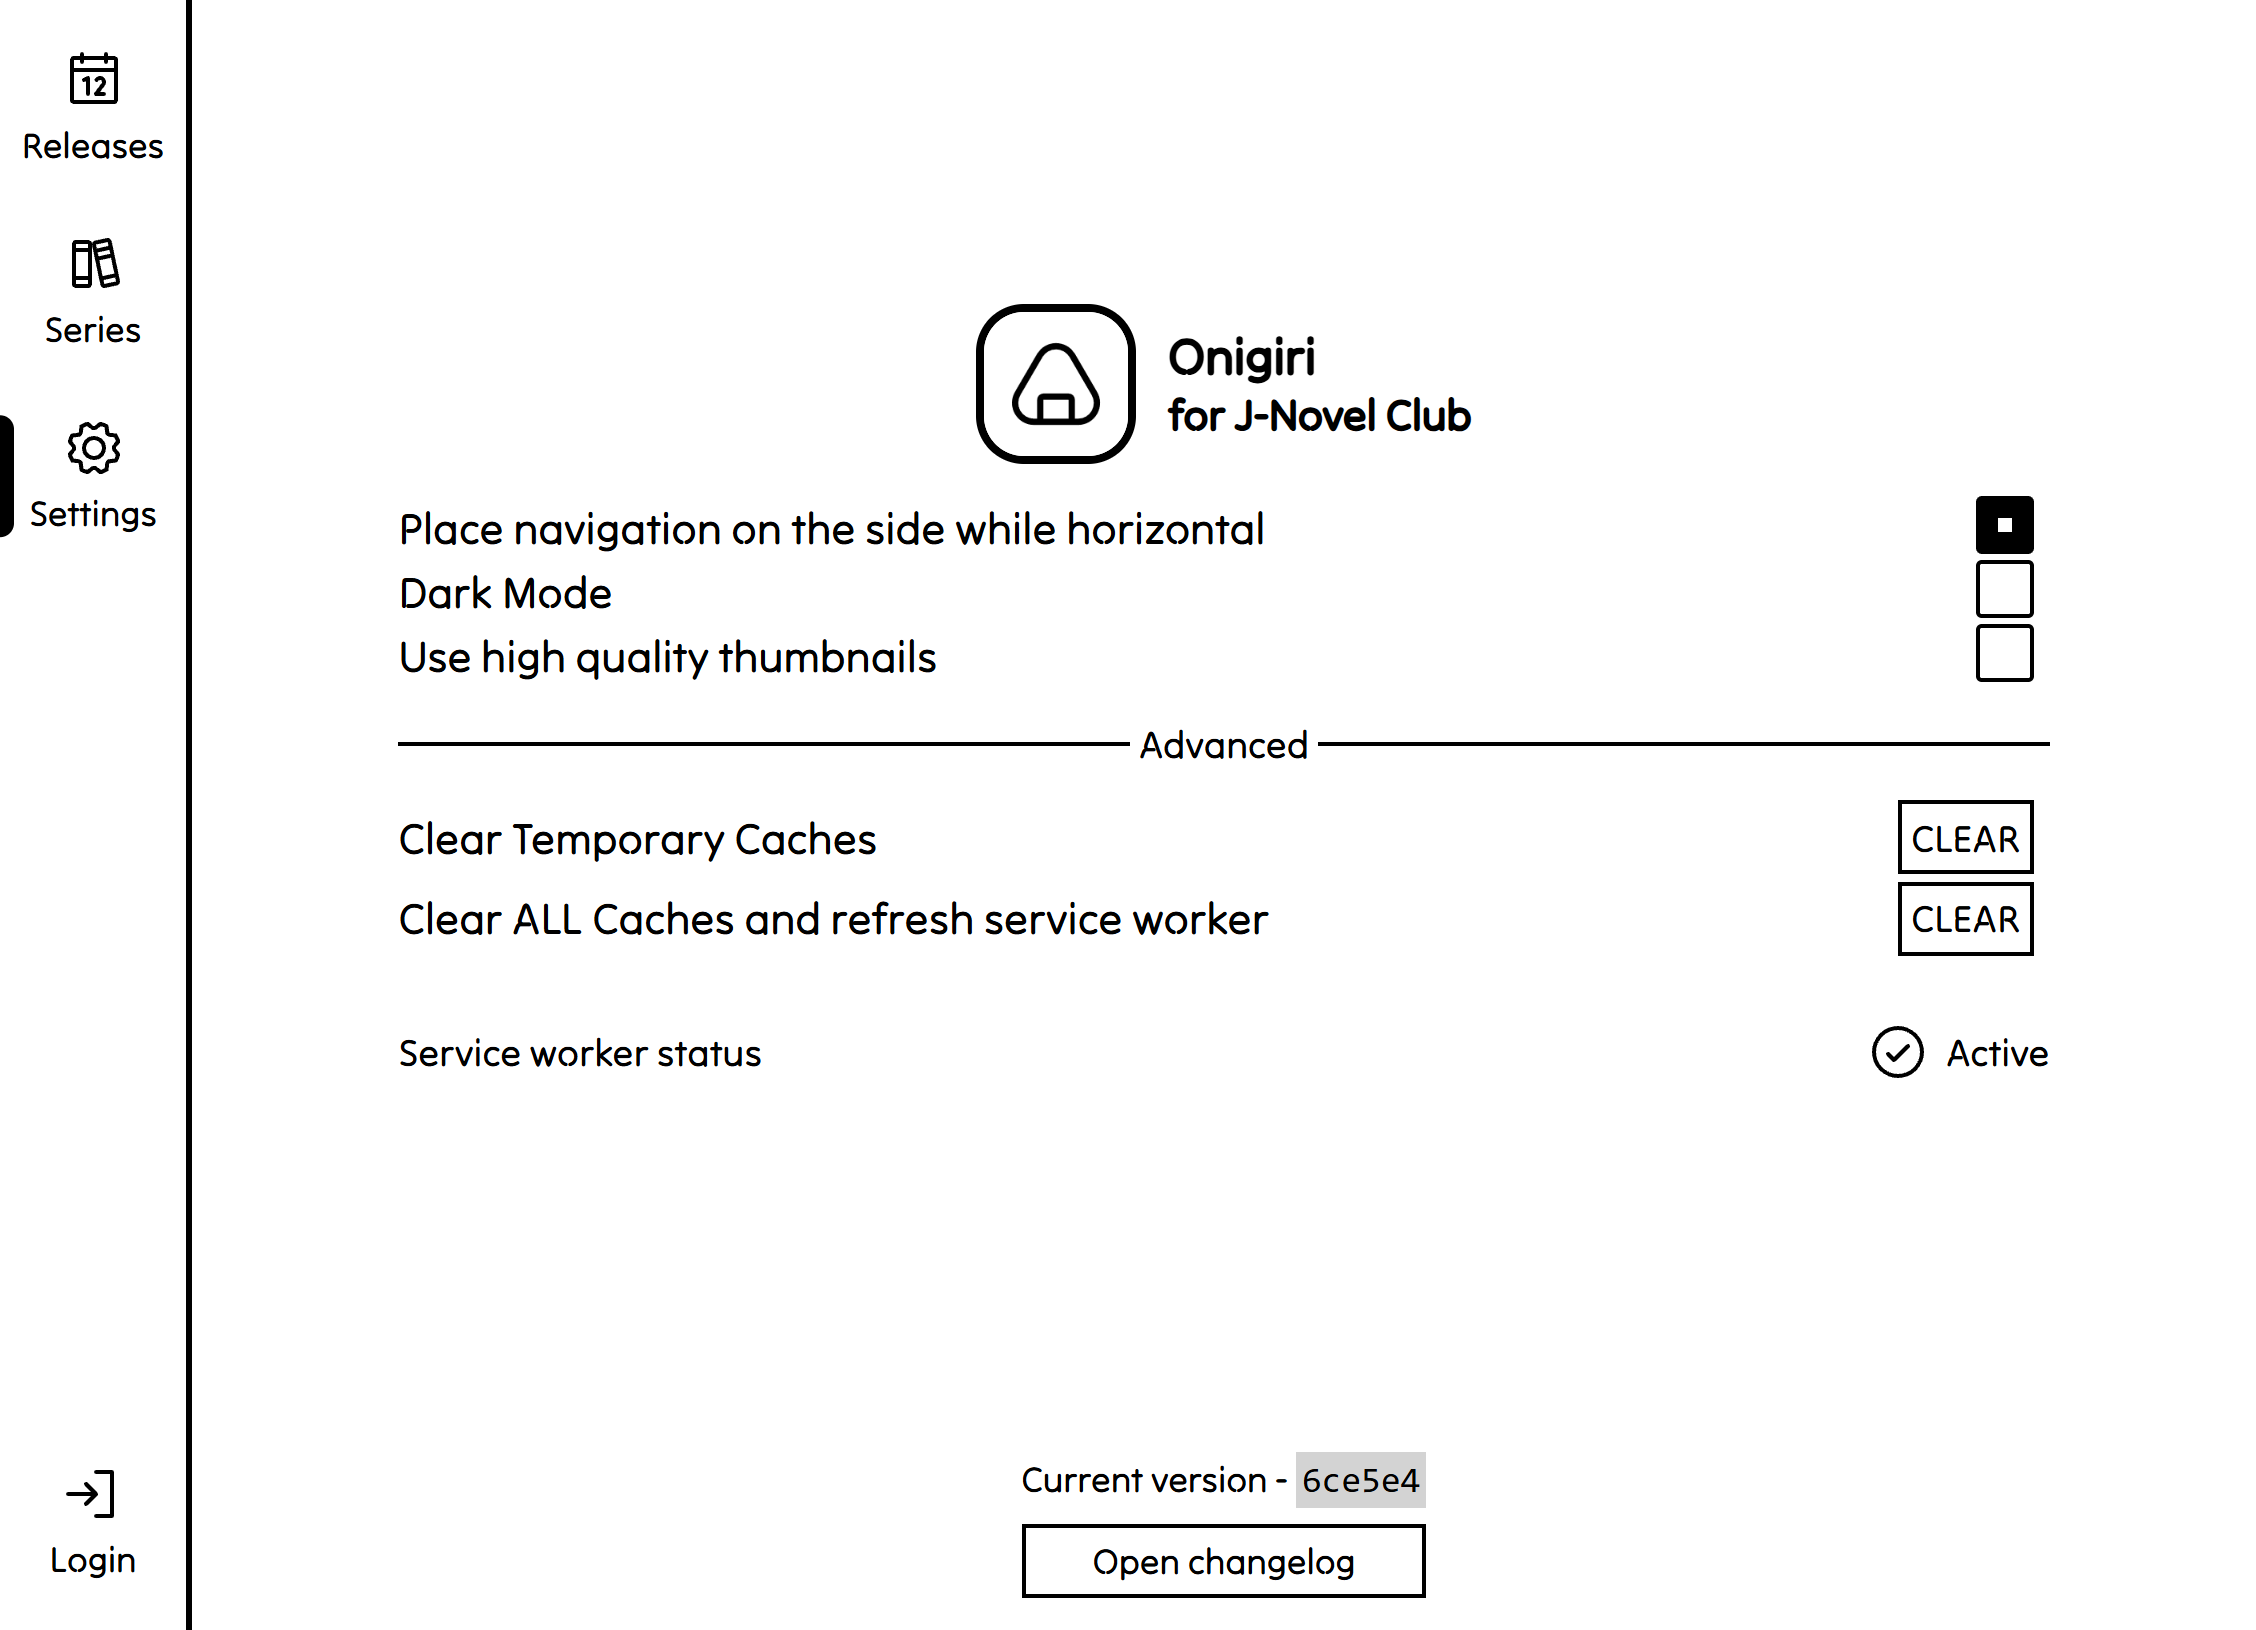 12
Releases
Series
Settings
Login
Onigiri
for J-Novel Club
Place navigation on the side while horizontal
Dark Mode
Use high quality thumbnails
Advanced
Clear Temporary Caches
CLEAR
Clear ALL Caches and refresh service worker
CLEAR
Service worker status
Active
Current version - 6ce5e4
Open changelog